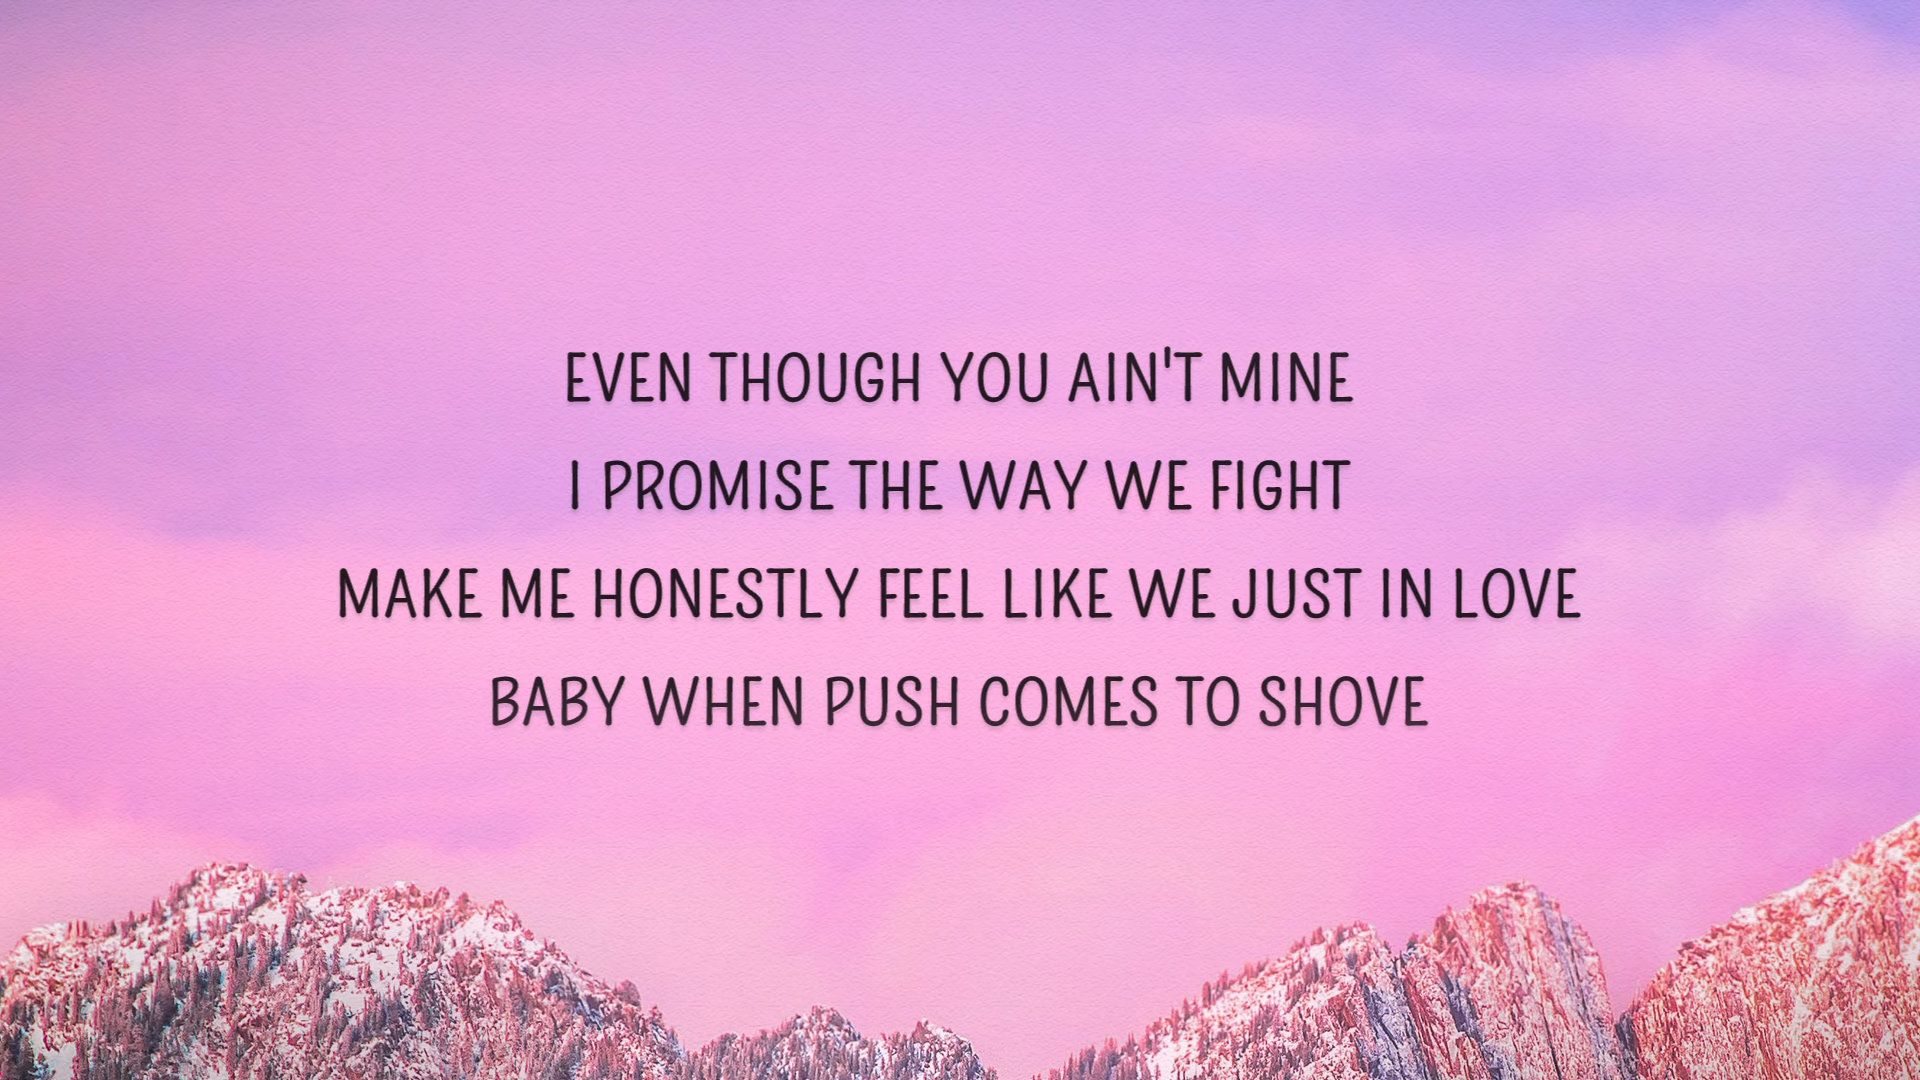 EVEN THOUGH YOU AIN'T MINE
I PROMISE THE WAY WE FIGHT
MAKE ME HONESTLY FEEL LIKE WE JUST IN LOVE
BABY WHEN PUSH COMES TO SHOVE